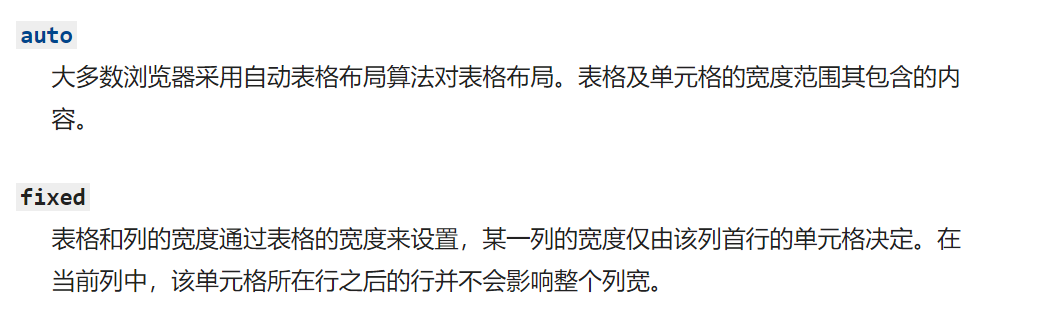 auto
大多数浏览器采用自动表格布局算法对表格布局。表格及单元格的宽度范围其包含的内
容。
fixed
表格和列的宽度通过表格的宽度来设置，某一列的宽度仅由该列首行的单元格决定。在
当前列中，该单元格所在行之后的行并不会影响整个列宽。